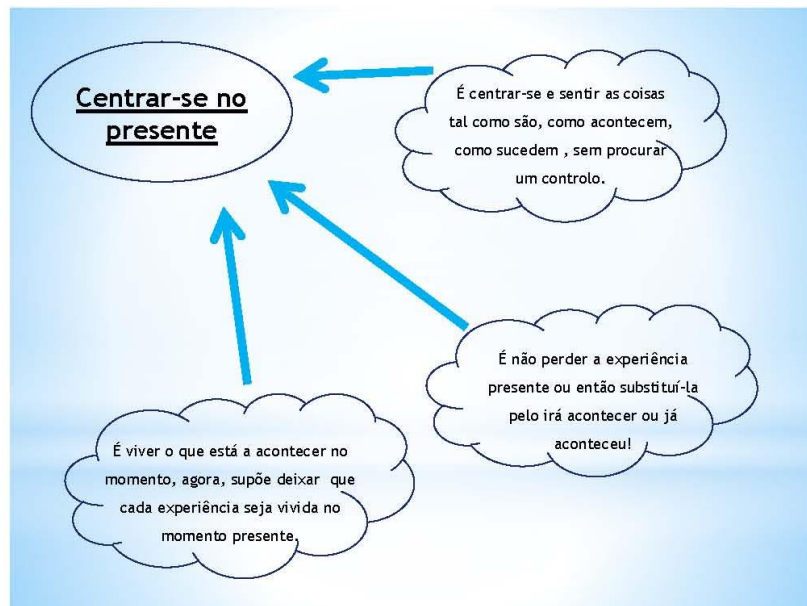 Centrar-se no
presente
É centrar-se e sentir as coisas
tal como são, como acontecem,
como sucedem , sem procurar
um controlo.
É não perder a experiência
presente ou então substituí-la
pelo irá acontecer ou já
aconteceu!
É viver o que está a acontecer no
momento, agora, supõe deixar que
cada experiência seja vivida no
momento presente.